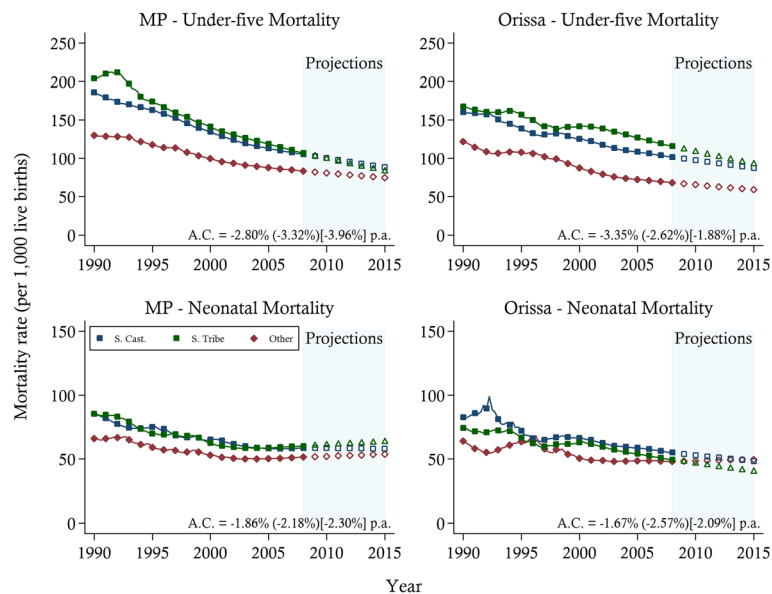 MP - Under-five Mortality
Orissa - Under-five Mortality
250
200
150
100
50
0
Projections
A.C. = -2.80% (-3.32%)[-3.96%] p.a.
1990 1995 2000 2005 2010 2015
250
200
150
100
50
0
Projections
A.C. = -3.35% (-2.62%)[-1.88%] p.a.
1990 1995 2000 2005 2010 2015
Mortality rate (per 1,000 live births)
MP - Neonatal Mortality
Orissa - Neonatal Mortality
150
100
50
0
S. Cast. S. Tribe Other
Projections
A.C. = -1.86% (-2.18%)[-2.30%] p.a.
1990 1995 2000 2005 2010 2015
150
100
50
0
Projections
A.C. = -1.67% (-2.57%)[-2.09%] p.a.
1990 1995 2000 2005 2010 2015
Year